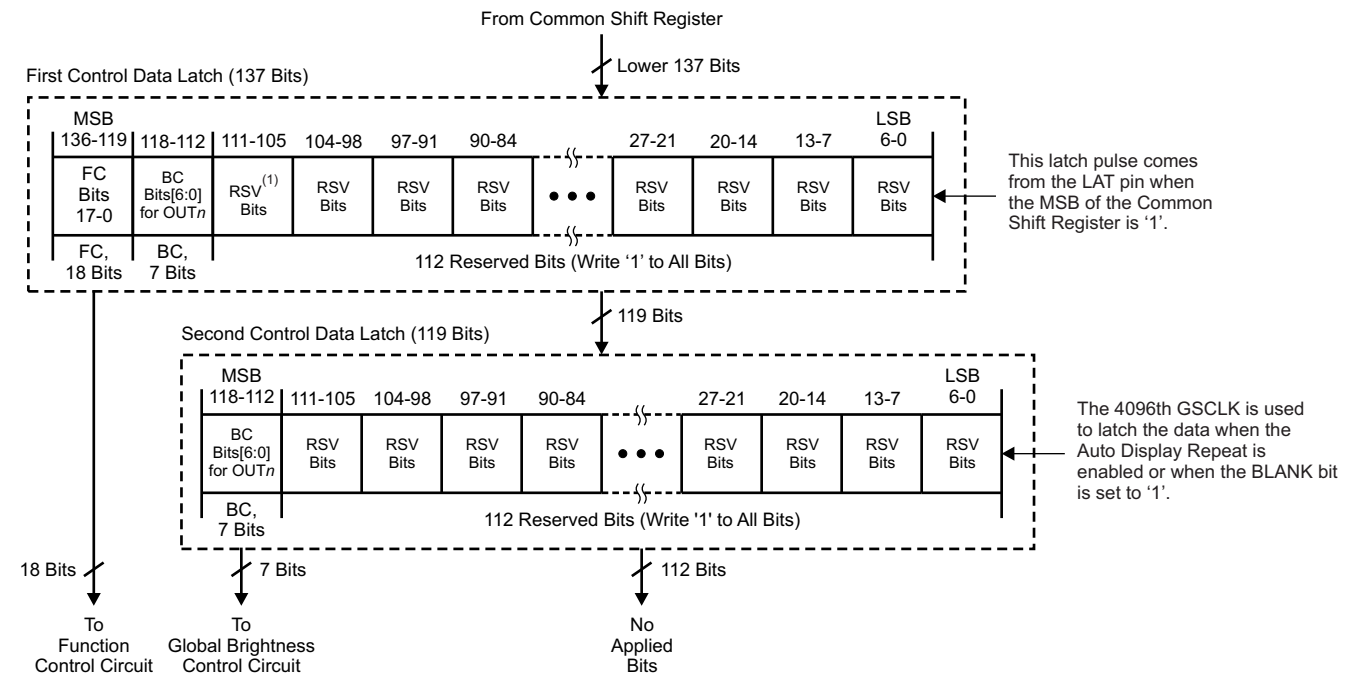 From Common Shift Register
Lower 137 Bits
First Control Data Latch (137 Bits)
MSB
136-119 118-112 111-105 104-98 97-91 90-84 27-21 20-14 13-7 LSB
6-0
FC
Bits
17-0
BC
Bits[6:0]
for OUTn
RSV(1)
Bits
RSV
Bits
RSV
Bits
RSV
Bits
• • •
RSV
Bits
RSV
Bits
RSV
Bits
RSV
Bits
This latch pulse comes
from the LAT pin when
the MSB of the Common
Shift Register is ‘1’.
FC,
18 Bits
BC,
7 Bits
112 Reserved Bits (Write ‘1’ to All Bits)
119 Bits
Second Control Data Latch (119 Bits)
MSB
118-112 111-105 104-98 97-91 90-84 27-21 20-14 13-7 LSB
6-0
BC
Bits[6:0]
for OUTn
RSV
Bits
RSV
Bits
RSV
Bits
RSV
Bits
• • •
RSV
Bits
RSV
Bits
RSV
Bits
RSV
Bits
The 4096th GSCLK is used
to latch the data when the
Auto Display Repeat is
enabled or when the BLANK bit
is set to ‘1’.
BC,
7 Bits
112 Reserved Bits (Write '1' to All Bits)
18 Bits
7 Bits
112 Bits
To
Function
Control Circuit
To
Global Brightness
Control Circuit
No
Applied
Bits